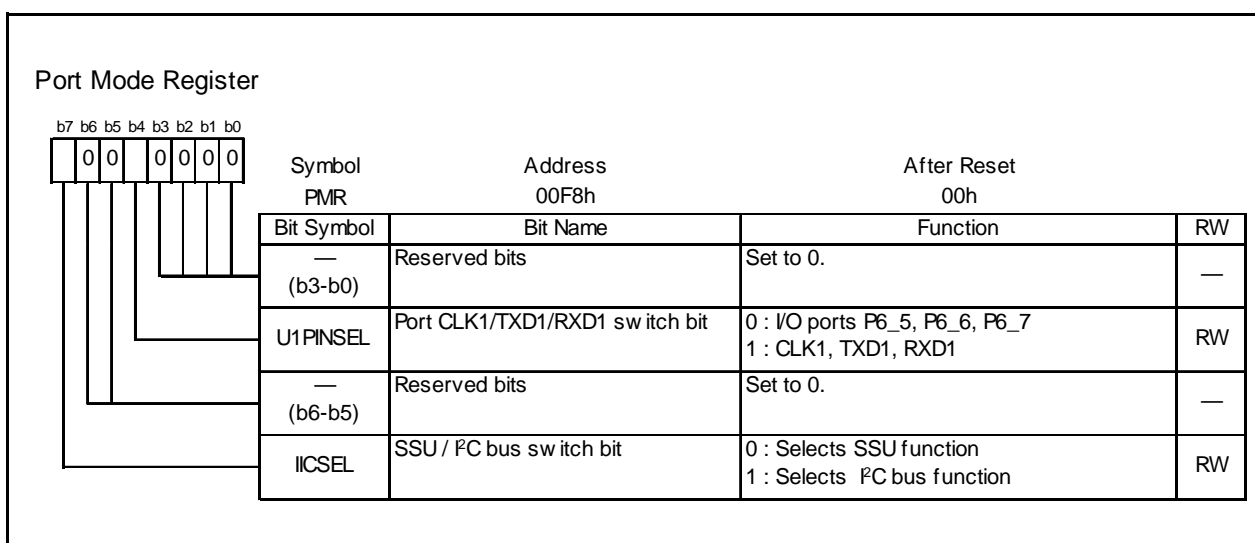 Port Mode Register
b7 b6 b5 b4 b3 b2 b1 b0
0 0 0 0 0 0
Symbol Address After Reset
PMR 00F8h 00h
Bit Symbol Bit Name Function RW
— Reserved bits Set to 0. —
(b3-b0)
U1PINSEL Port CLK1/TXD1/RXD1 switch bit 0 : I/O ports P6_5, P6_6, P6_7 RW
1 : CLK1, TXD1, RXD1
— Reserved bits Set to 0. —
(b6-b5)
IICSEL SSU / I²C bus switch bit 0 : Selects SSU function RW
1 : Selects I²C bus function